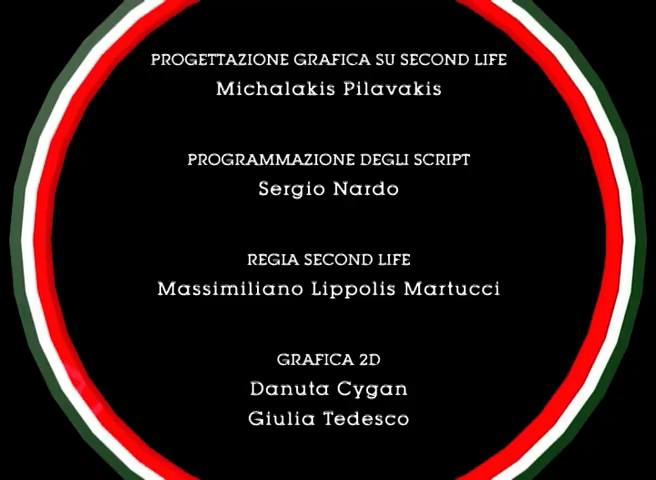 PROGETTAZIONE GRAFICA SU SECOND LIFE
Michalakis Pilavakis
PROGRAMMAZIONE DEGLI SCRIPT
Sergio Nardo
REGIA SECOND LIFE
Massimiliano Lippolis Martucci
GRAFICA 2D
Danuta Cygan
Giulia Tedesco